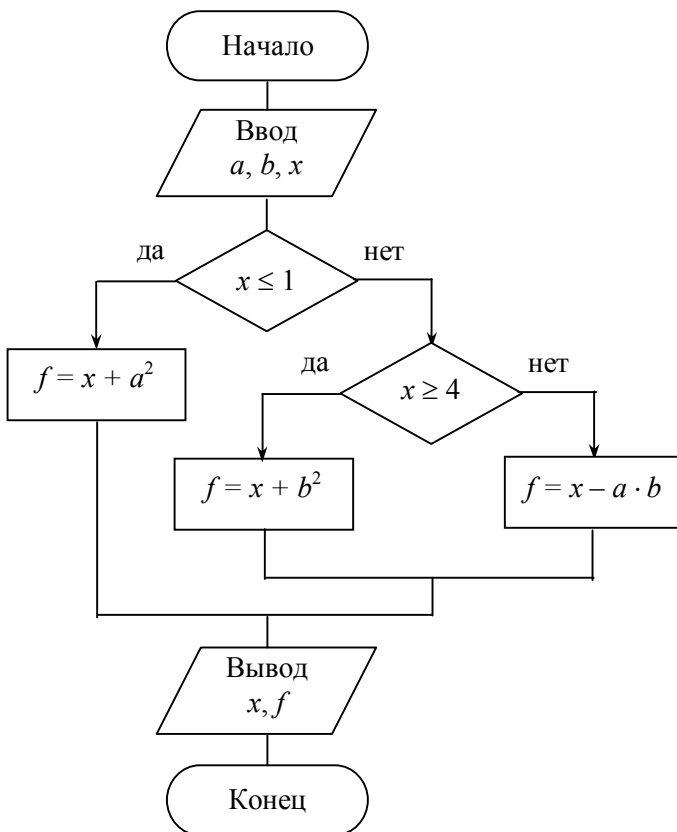 Начало
Ввод
a, b, x
да
нет
x ≤ 1
f = x + a²
да
нет
x ≥ 4
f = x + b²
f = x – a · b
Вывод
x, f
Конец